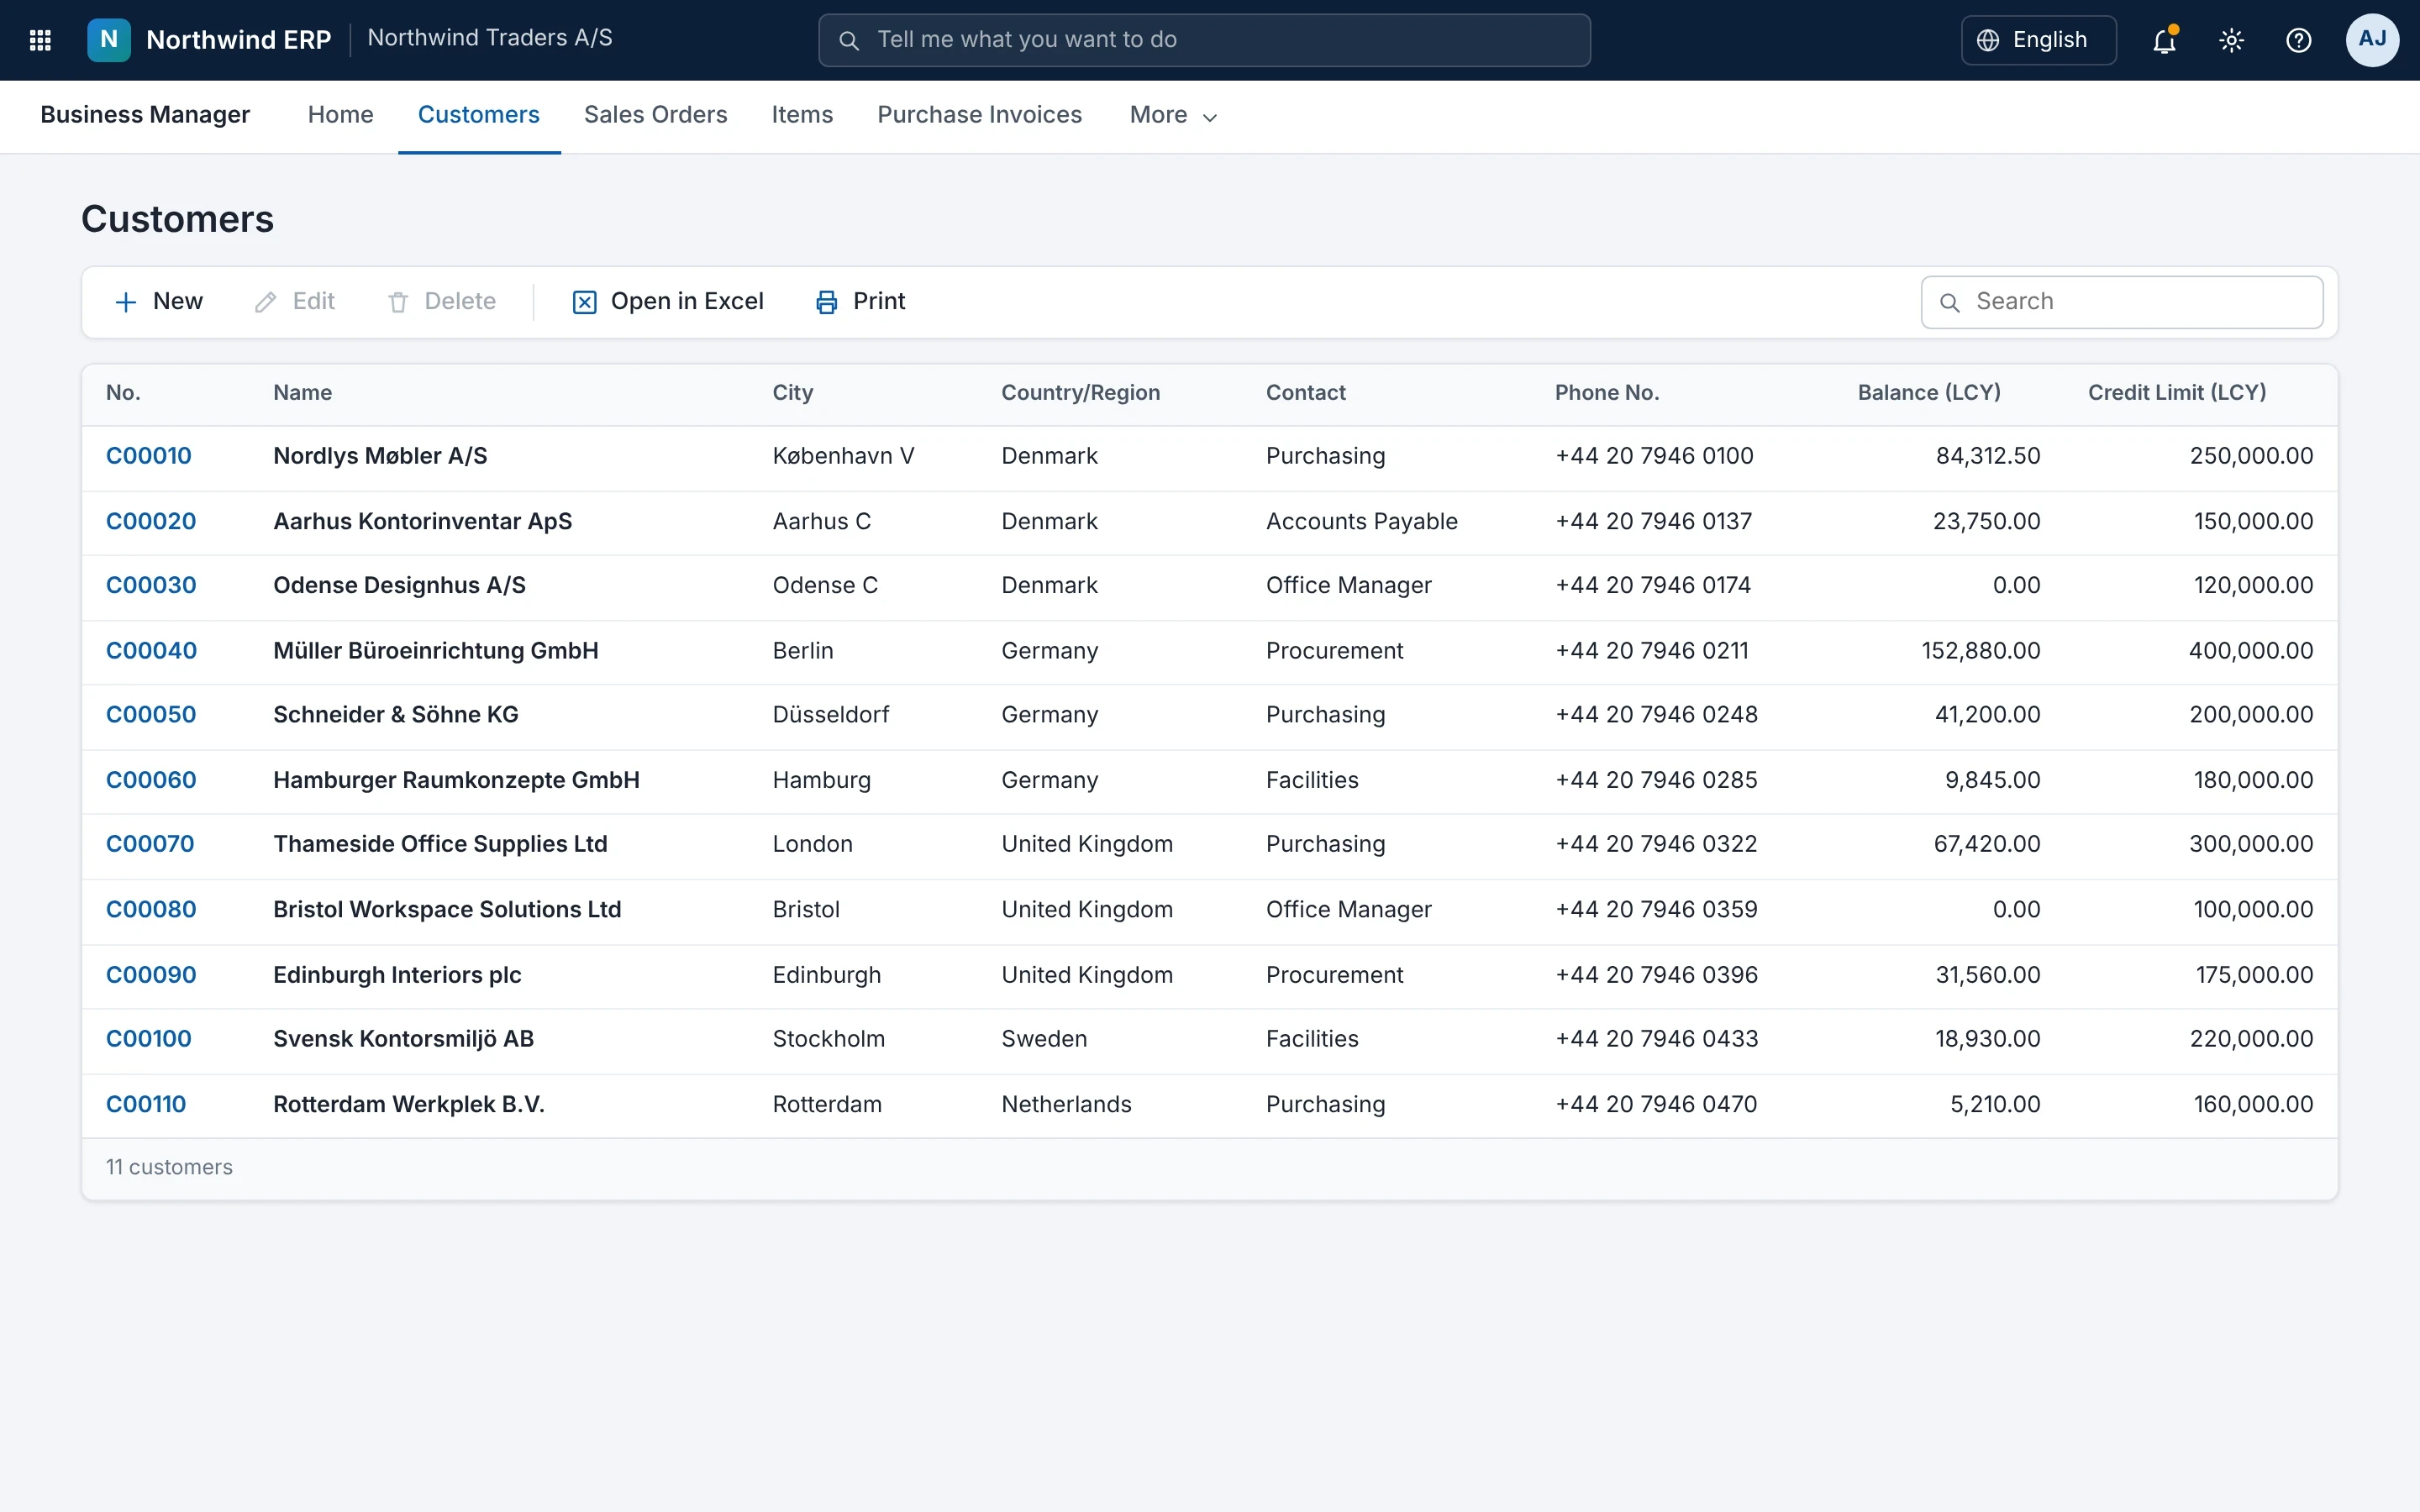 N Northwind ERP Northwind Traders A/S Tell me what you want to do English AJ
Business Manager Home Customers Sales Orders Items Purchase Invoices More
Customers
New Edit Delete Open in Excel Print Search
No. Name City Country/Region Contact Phone No. Balance (LCY) Credit Limit (LCY)
C00010 Nordlys Møbler A/S København V Denmark Purchasing +44 20 7946 0100 84,312.50 250,000.00
C00020 Aarhus Kontorinventar ApS Aarhus C Denmark Accounts Payable +44 20 7946 0137 23,750.00 150,000.00
C00030 Odense Designhus A/S Odense C Denmark Office Manager +44 20 7946 0174 0.00 120,000.00
C00040 Müller Büroeinrichtung GmbH Berlin Germany Procurement +44 20 7946 0211 152,880.00 400,000.00
C00050 Schneider & Söhne KG Düsseldorf Germany Purchasing +44 20 7946 0248 41,200.00 200,000.00
C00060 Hamburger Raumkonzepte GmbH Hamburg Germany Facilities +44 20 7946 0285 9,845.00 180,000.00
C00070 Thameside Office Supplies Ltd London United Kingdom Purchasing +44 20 7946 0322 67,420.00 300,000.00
C00080 Bristol Workspace Solutions Ltd Bristol United Kingdom Office Manager +44 20 7946 0359 0.00 100,000.00
C00090 Edinburgh Interiors plc Edinburgh United Kingdom Procurement +44 20 7946 0396 31,560.00 175,000.00
C00100 Svensk Kontorsmiljö AB Stockholm Sweden Facilities +44 20 7946 0433 18,930.00 220,000.00
C00110 Rotterdam Werkplek B.V. Rotterdam Netherlands Purchasing +44 20 7946 0470 5,210.00 160,000.00
11 customers